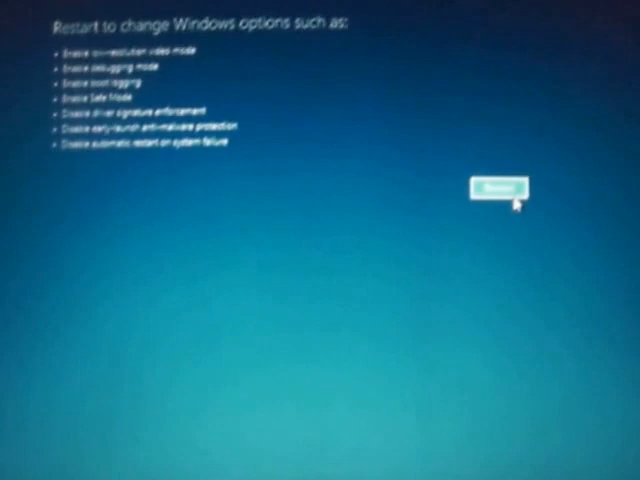 Restart to change Windows options such as:
Enable low-resolution video mode
Enable debugging mode
Enable boot logging
Enable Safe Mode
Disable driver signature enforcement
Disable early-launch anti-malware protection
Disable automatic restart on system failure
Restart